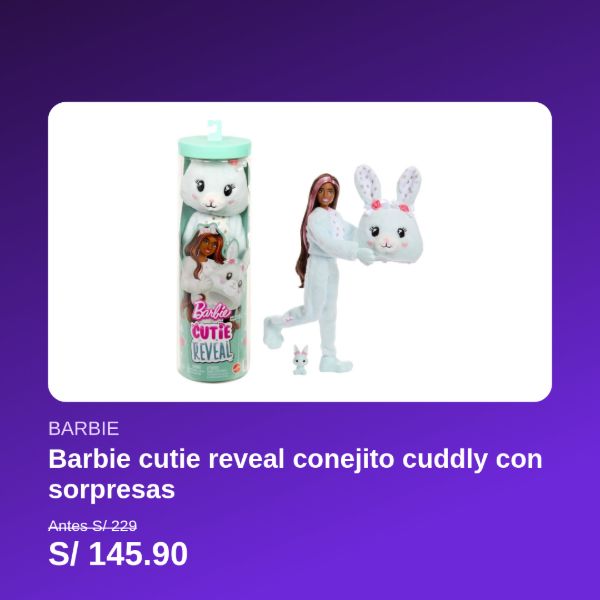 Barbie
CUTIE
REVEAL
BARBIE
Barbie cutie reveal conejito cuddly con
sorpresas
Antes S/ 229
S/ 145.90